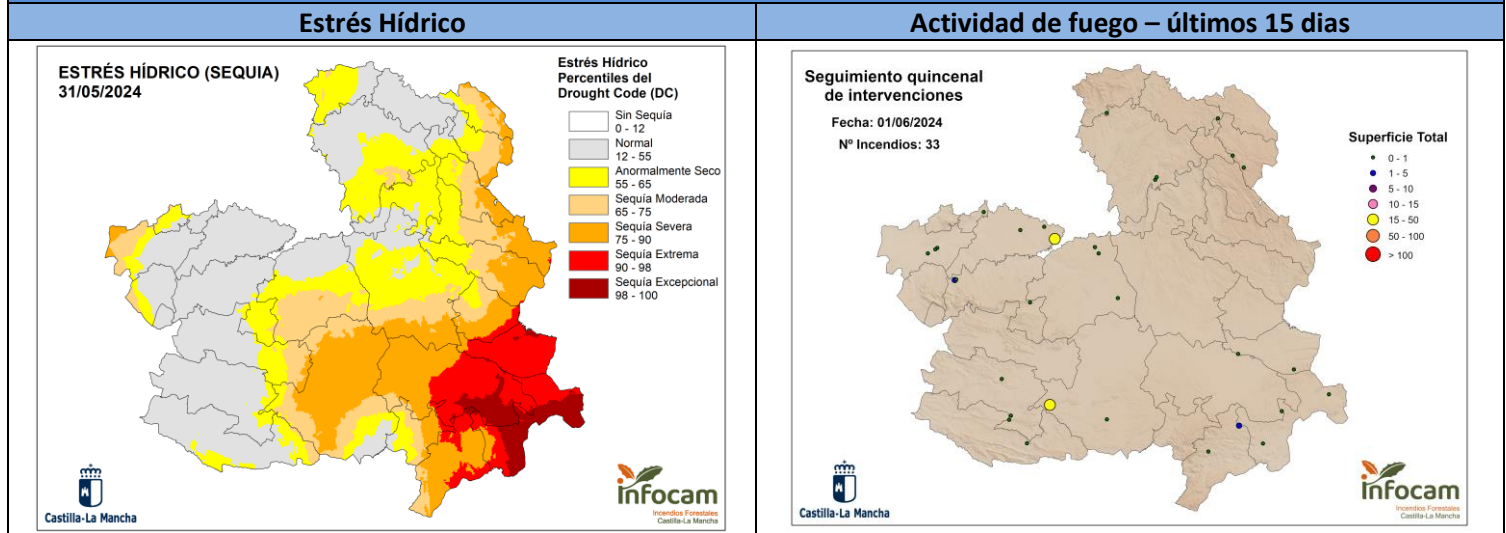 Estrés Hídrico
Actividad de fuego – últimos 15 dias
ESTRÉS HÍDRICO (SEQUIA)
31/05/2024
Estrés Hídrico
Percentiles del
Drought Code (DC)
Sin Sequía
0 - 12
Normal
12 - 55
Anormalmente Seco
55 - 65
Sequía Moderada
65 - 75
Sequía Severa
75 - 90
Sequía Extrema
90 - 98
Sequía Excepcional
98 - 100
Castilla-La Mancha
infocam
Incendios Forestales
Castilla-La Mancha
Seguimiento quincenal
de intervenciones
Fecha: 01/06/2024
Nº Incendios: 33
Superficie Total
0 - 1
1 - 5
5 - 10
10 - 15
15 - 50
50 - 100
> 100
Castilla-La Mancha
infocam
Incendios Forestales
Castilla-La Mancha